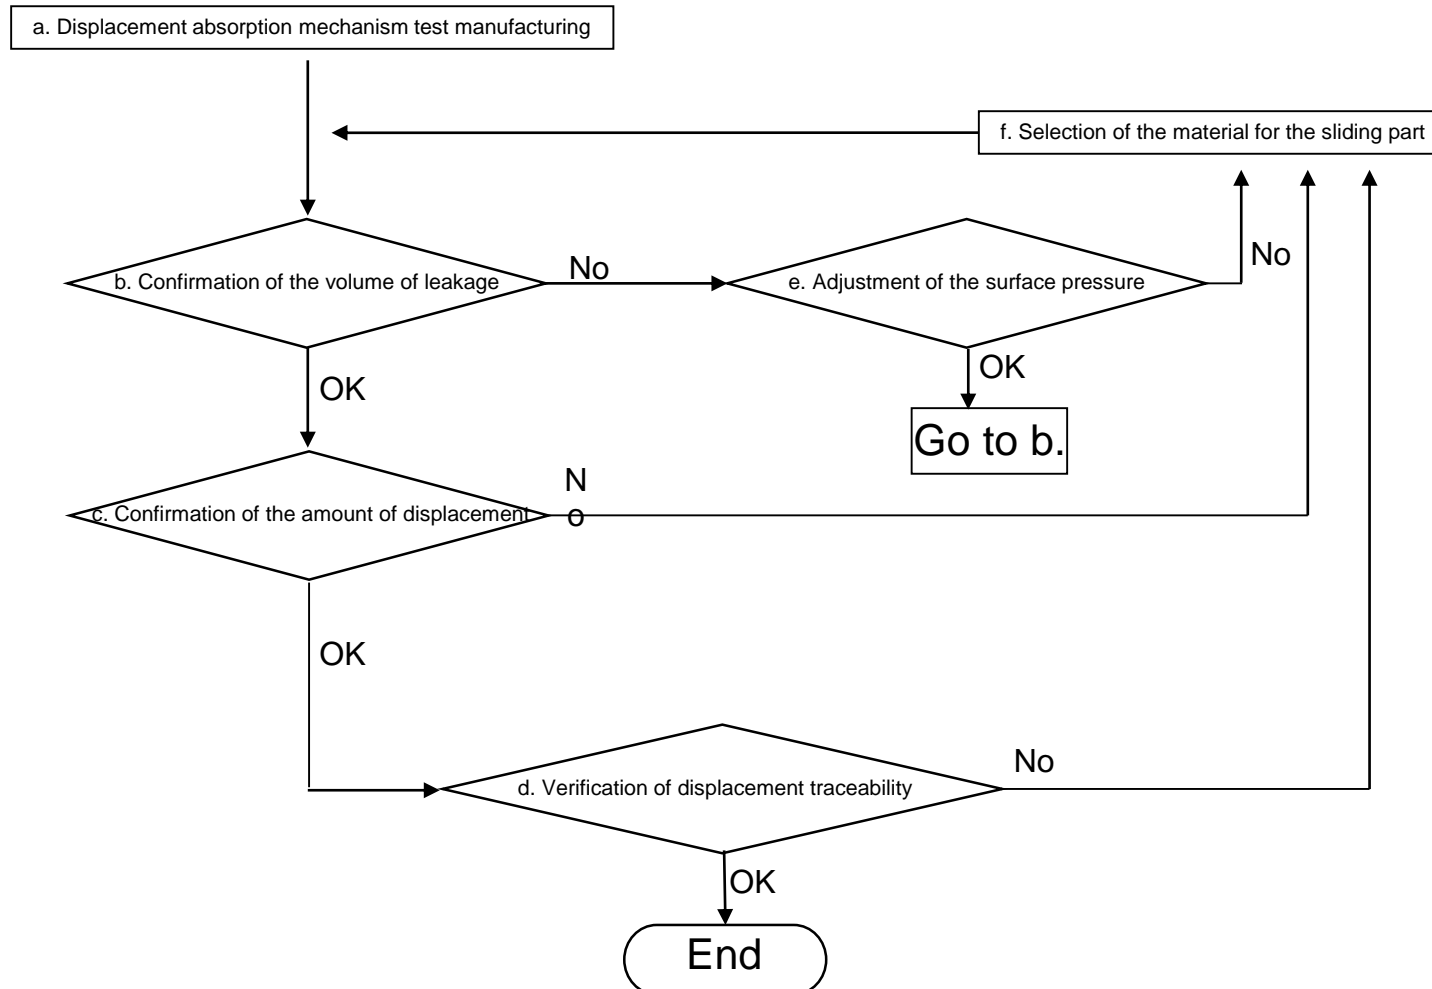 a. Displacement absorption mechanism test manufacturing
f. Selection of the material for the sliding part
b. Confirmation of the volume of leakage
No
e. Adjustment of the surface pressure
No
OK
OK
Go to b.
c. Confirmation of the amount of displacement
N
o
OK
d. Verification of displacement traceability
No
OK
End